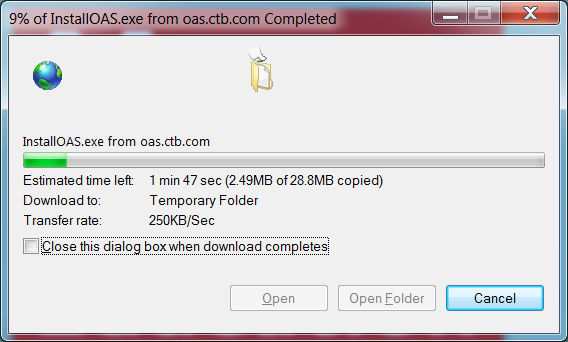 9% of InstallOAS.exe from oas.ctb.com Completed
InstallOAS.exe from oas.ctb.com
Estimated time left: 1 min 47 sec (2.49MB of 28.8MB copied)
Download to: Temporary Folder
Transfer rate: 250KB/Sec
Close this dialog box when download completes
Open Open Folder Cancel